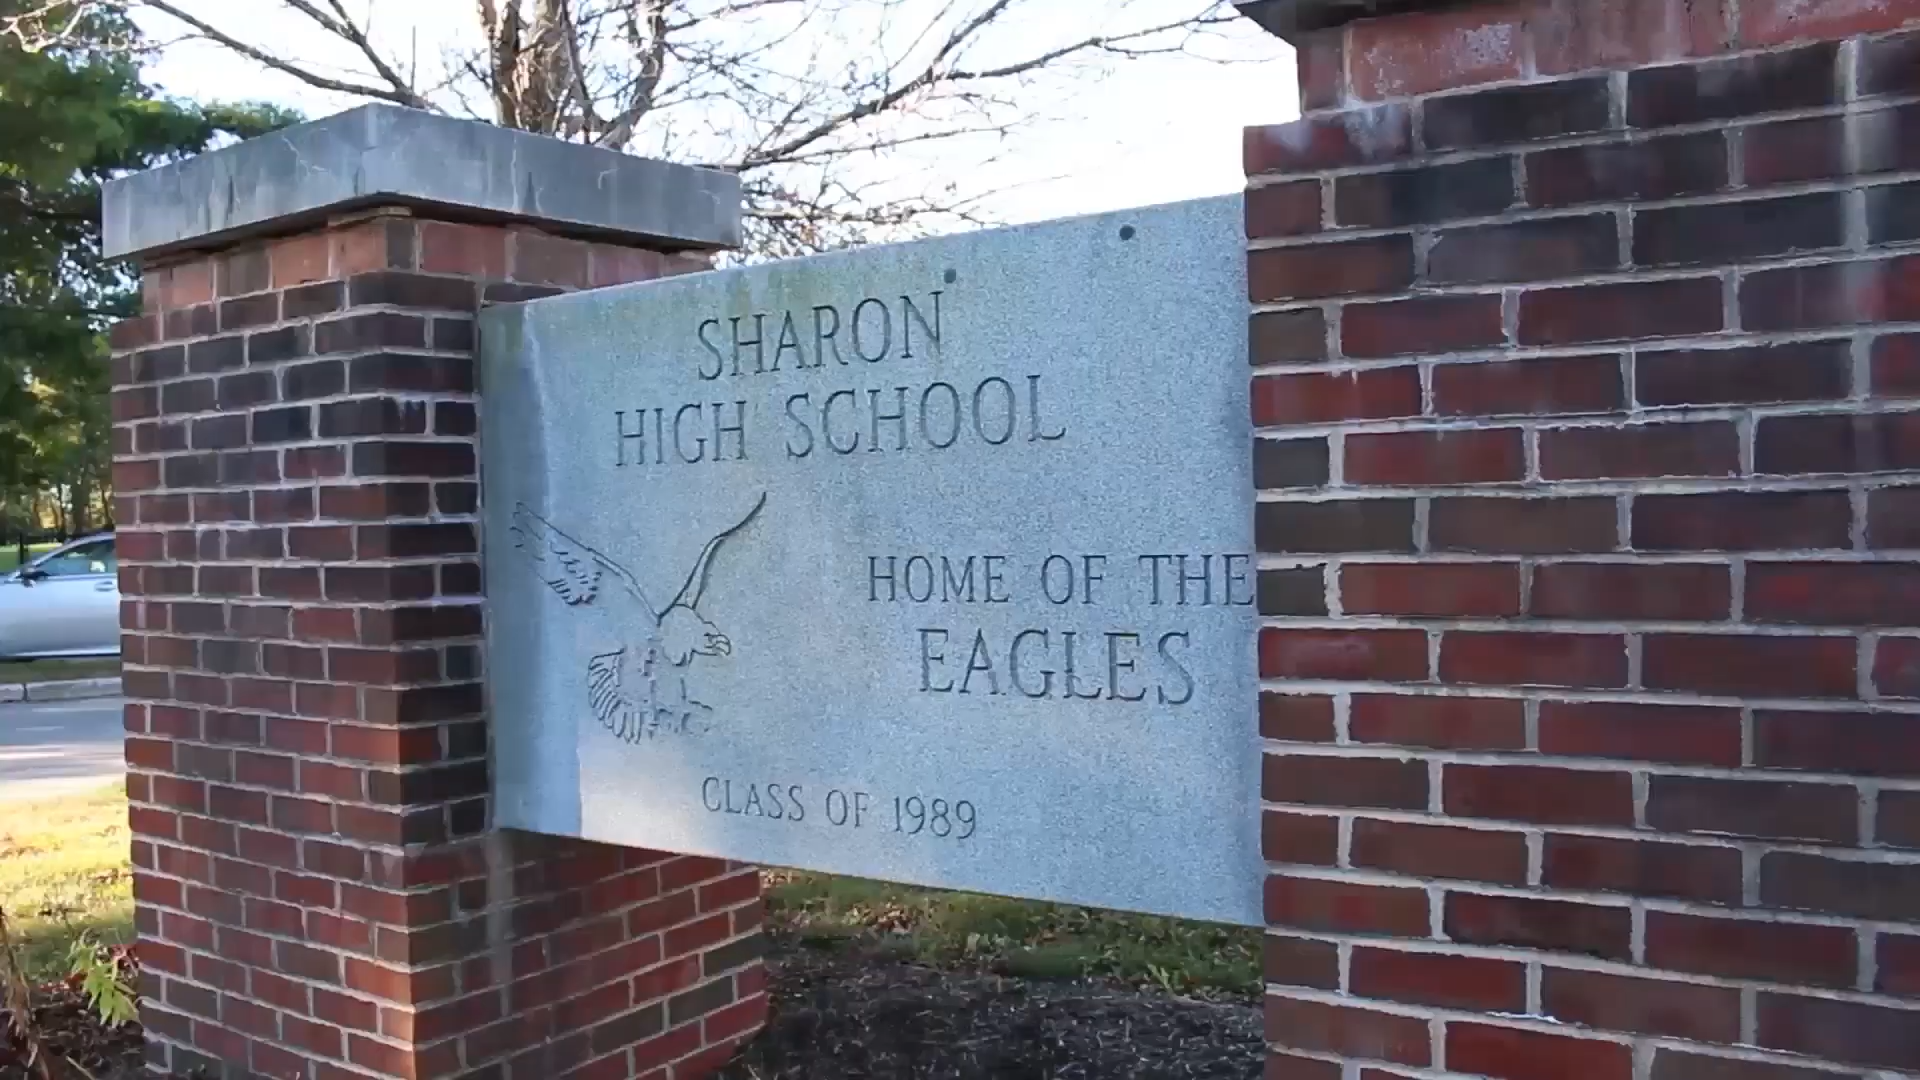 SHARON
HIGH SCHOOL
HOME OF THE
EAGLES
CLASS OF 1989